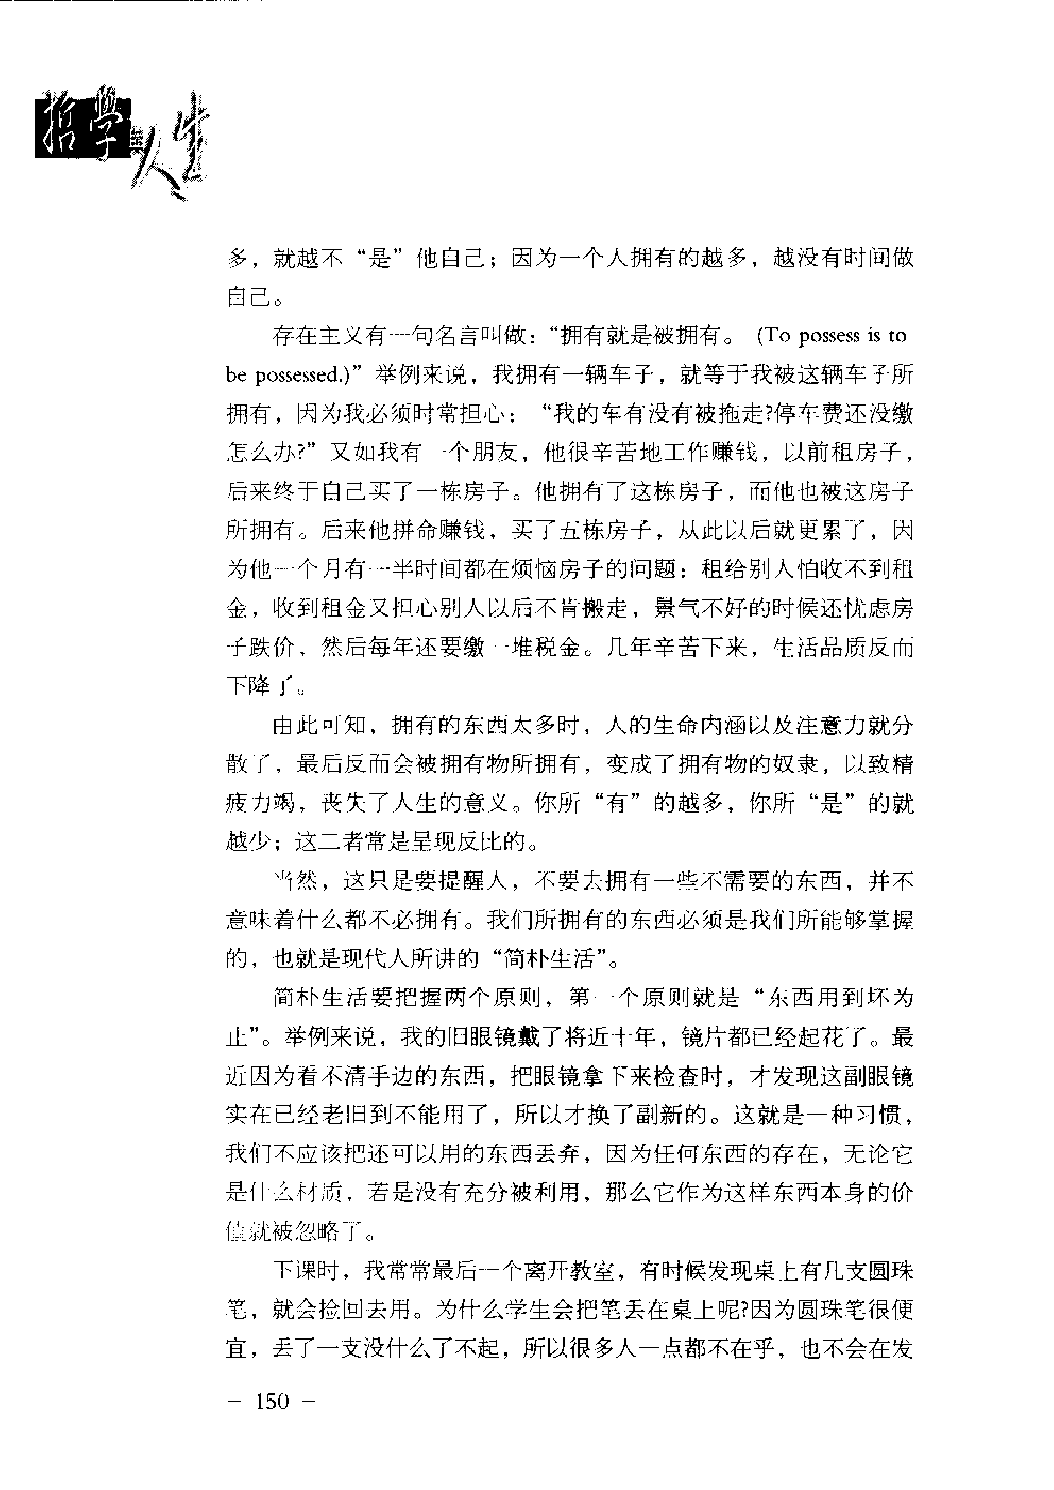 哲學與人生
多，就越不“是”他自己；因为一个人拥有的越多，越没有时间做
自己。
存在主义有一句名言叫做：“拥有就是被拥有。（To possess is to
be possessed.)”举例来说，我拥有一辆车子，就等于我被这辆车子所
拥有，因为我必须时常担心：“我的车有没有被拖走?停车费还没缴
怎么办?”又如我有一个朋友，他很辛苦地工作赚钱，以前租房子，
后来终于自己买了一栋房子。他拥有了这栋房子，而他也被这房子
所拥有。后来他拼命赚钱，买了五栋房子，从此以后就更累了，因
为他一个月有一半时间都在烦恼房子的问题：租给别人怕收不到租
金，收到租金又担心别人以后不肯搬走，景气不好的时候还忧虑房
子跌价，然后每年还要缴一堆税金。几年辛苦下来，生活品质反而
下降了。
由此可知，拥有的东西太多时，人的生命内涵以及注意力就分
散了，最后反而会被拥有物所拥有，变成了拥有物的奴隶，以致精
疲力竭，丧失了人生的意义。你所“有”的越多，你所“是”的就
越少；这二者常是呈现反比的。
当然，这只是要提醒人，不要去拥有一些不需要的东西，并不
意味着什么都不必拥有。我们所拥有的东西必须是我们所能够掌握
的，也就是现代人所讲的“简朴生活”。
简朴生活要把握两个原则，第一个原则就是“东西用到坏为
止”。举例来说，我的旧眼镜戴了将近十年，镜片都已经起花了。最
近因为看不清手边的东西，把眼镜拿下来检查时，才发现这副眼镜
实在已经老旧到不能用了，所以才换了副新的。这就是一种习惯，
我们不应该把还可以用的东西丢弃，因为任何东西的存在，无论它
是什么材质，若是没有充分被利用，那么它作为这样东西本身的价
值就被忽略了。
下课时，我常常最后一个离开教室，有时候发现桌上有几支圆珠
笔，就会捡回去用。为什么学生会把笔丢在桌上呢?因为圆珠笔很便
宜，丢了一支没什么了不起，所以很多人一点都不在乎，也不会在发
- 150 -